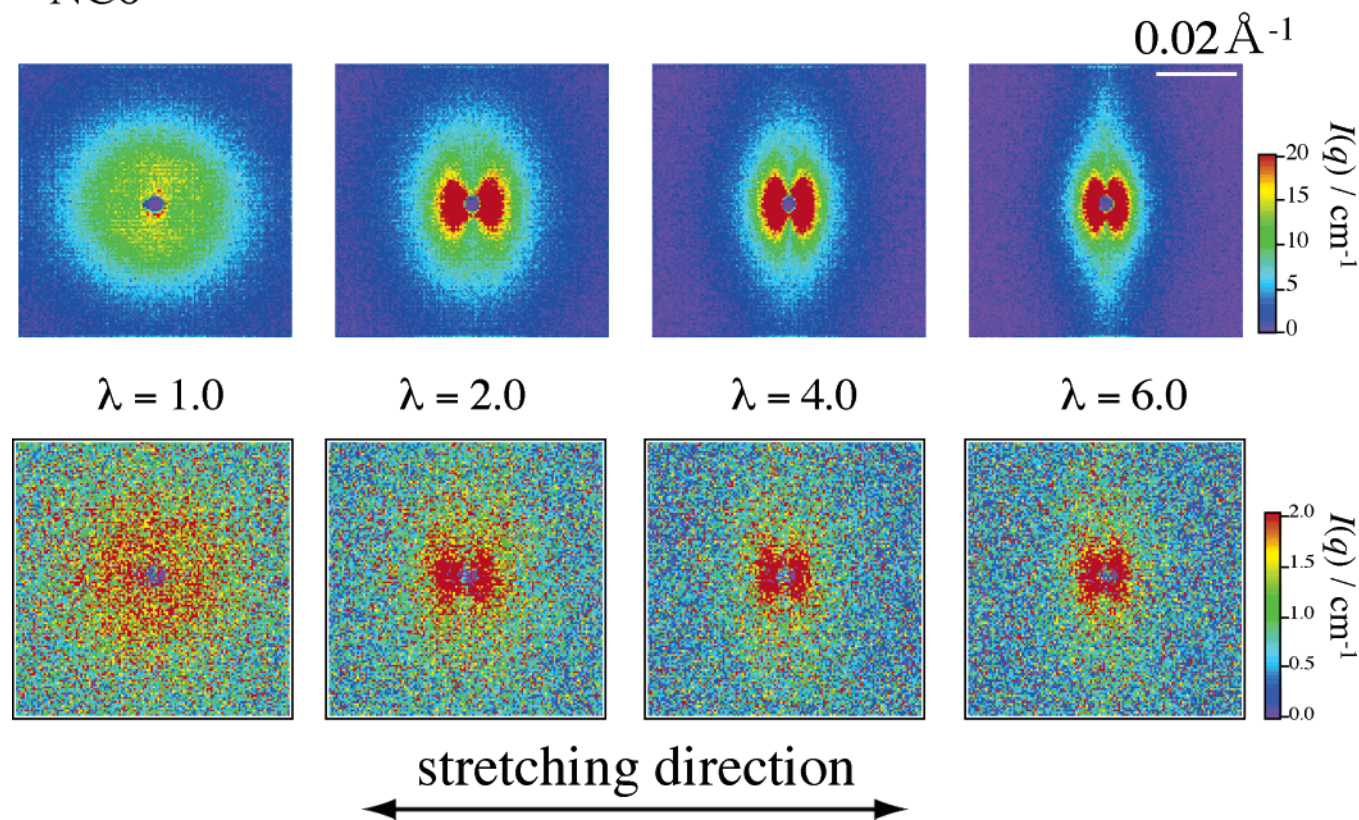 0.02 Å-1
20
15
10
5
0
I(q) / cm-1
λ = 1.0 λ = 2.0 λ = 4.0 λ = 6.0
2.0
1.5
1.0
0.5
0.0
I(q) / cm-1
stretching direction